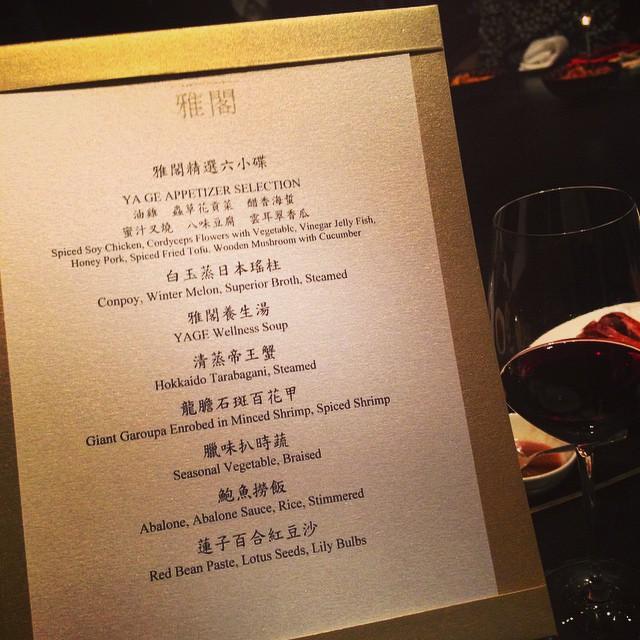 雅閣
雅閣精選六小碟
YA GE APPETIZER SELECTION
油雞 蟲草花貢菜 醋香海蜇
蜜汁叉燒 八味豆腐 雲耳翠香瓜
Spiced Soy Chicken, Cordyceps Flowers with Vegetable, Vinegar Jelly Fish,
Honey Pork, Spiced Fried Tofu, Wooden Mushroom with Cucumber
白玉蒸日本瑤柱
Conpoy, Winter Melon, Superior Broth, Steamed
雅閣養生湯
YAGE Wellness Soup
清蒸帝王蟹
Hokkaido Tarabagani, Steamed
龍膽石斑百花甲
Giant Garoupa Enrobed in Minced Shrimp, Spiced Shrimp
臘味扒時蔬
Seasonal Vegetable, Braised
鮑魚撈飯
Abalone, Abalone Sauce, Rice, Stimmered
蓮子百合紅豆沙
Red Bean Paste, Lotus Seeds, Lily Bulbs